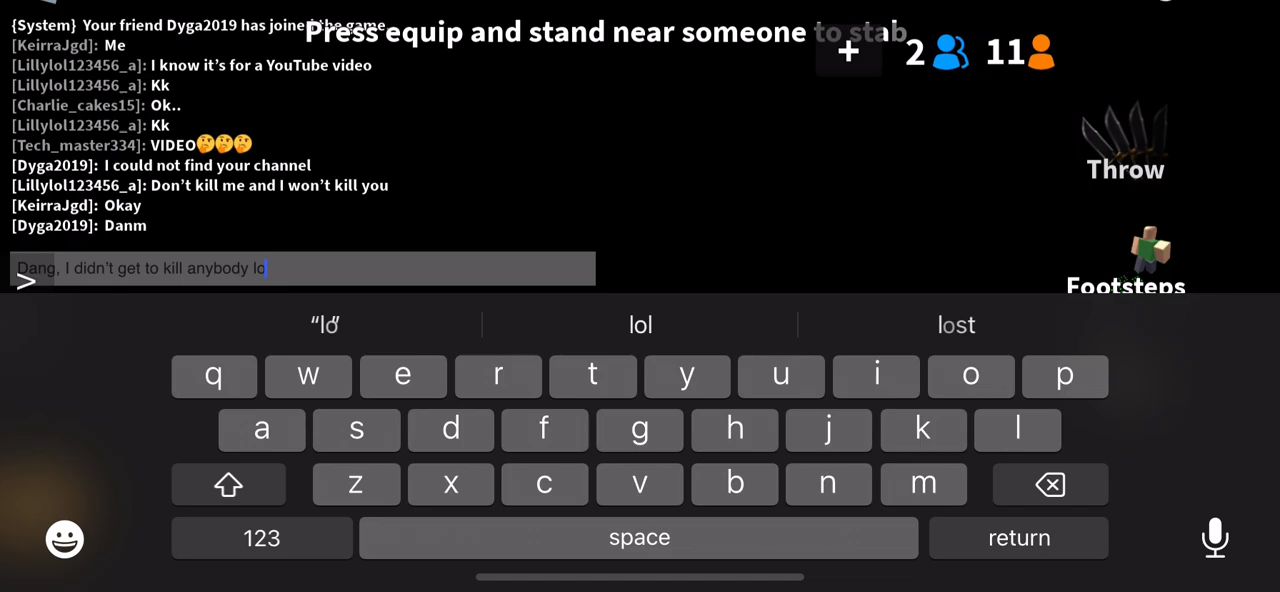 {System} Your friend Dyga2019 has joined the game
Press equip and stand near someone to stab
[KeirraJgd]: Me
+ 2 11
[Lillylol123456_a]: I know it’s for a YouTube video
[Lillylol123456_a]: Kk
[Charlie_cakes15]: Ok..
[Lillylol123456_a]: Kk
[Tech_master334]: VIDEO🤔🤔🤔
[Dyga2019]: I could not find your channel
Throw
[Lillylol123456_a]: Don’t kill me and I won’t kill you
[KeirraJgd]: Okay
[Dyga2019]: Danm
Dang, I didn’t get to kill anybody lo
>
Footsteps
“lo” lol lost
q w e r t y u i o p
a s d f g h j k l
z x c v b n m
123 space return